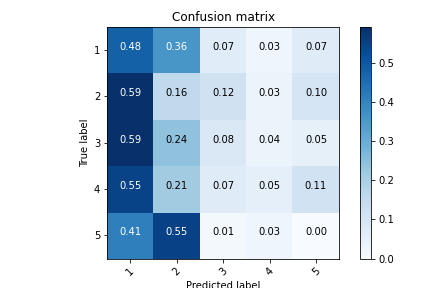 Confusion matrix
1 0.48 0.36 0.07 0.03 0.07
2 0.59 0.16 0.12 0.03 0.10
3 0.59 0.24 0.08 0.04 0.05
4 0.55 0.21 0.07 0.05 0.11
5 0.41 0.55 0.01 0.03 0.00
1 2 3 4 5
True label
Predicted label
0.5
0.4
0.3
0.2
0.1
0.0